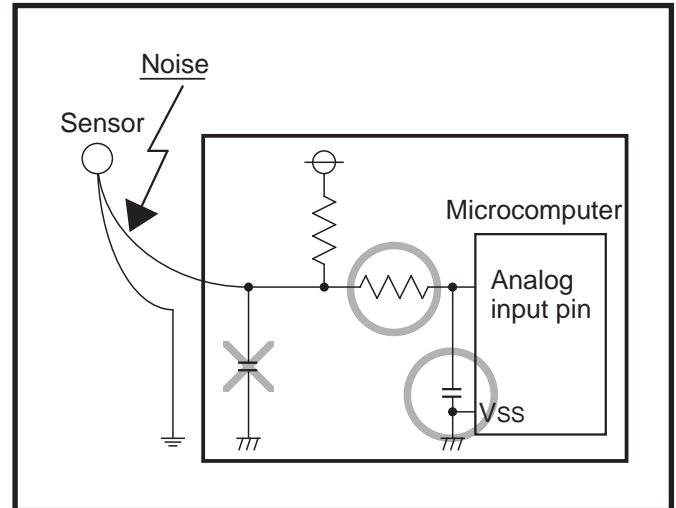 Noise
Sensor
Microcomputer
Analog
input pin
VSS